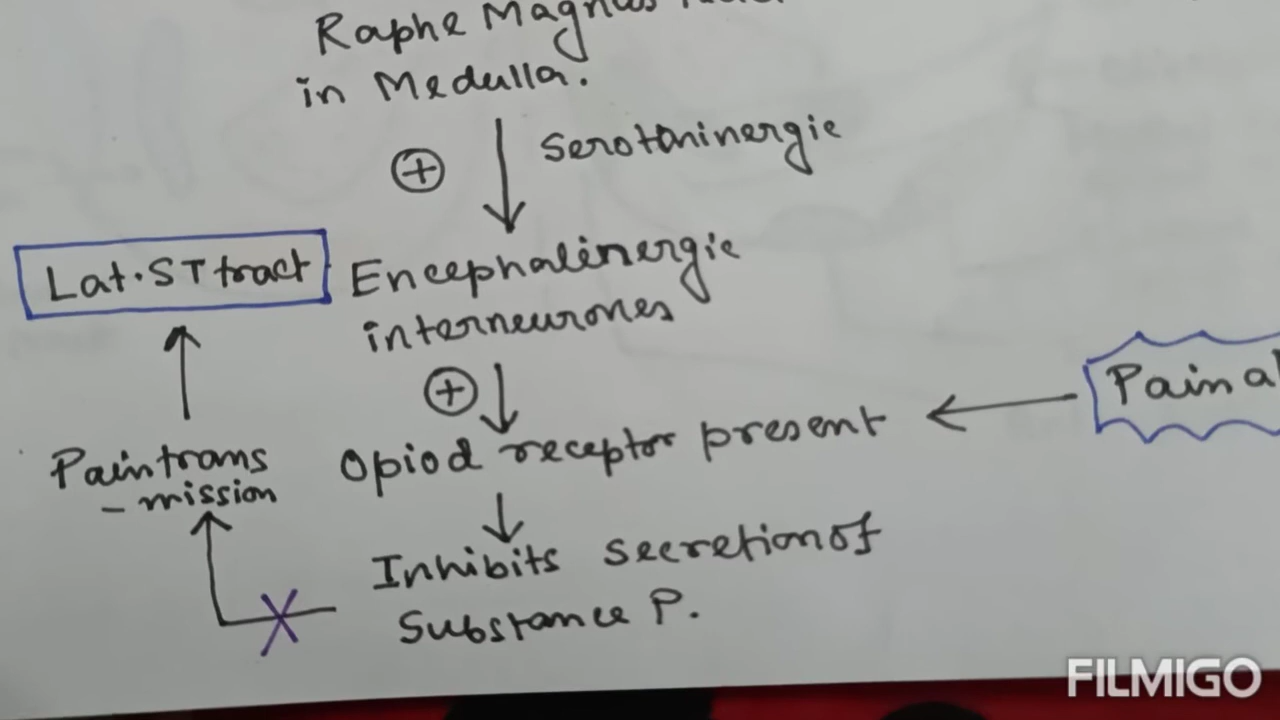 Raphe Magnus
in Medulla.
+ Serotoninergic
Lat. ST tract
Encephalinergic
interneurones
+
Pain
Opiod receptor present
Pain trans
- mission
Inhibits secretion of
Substance P.
FILMIGO